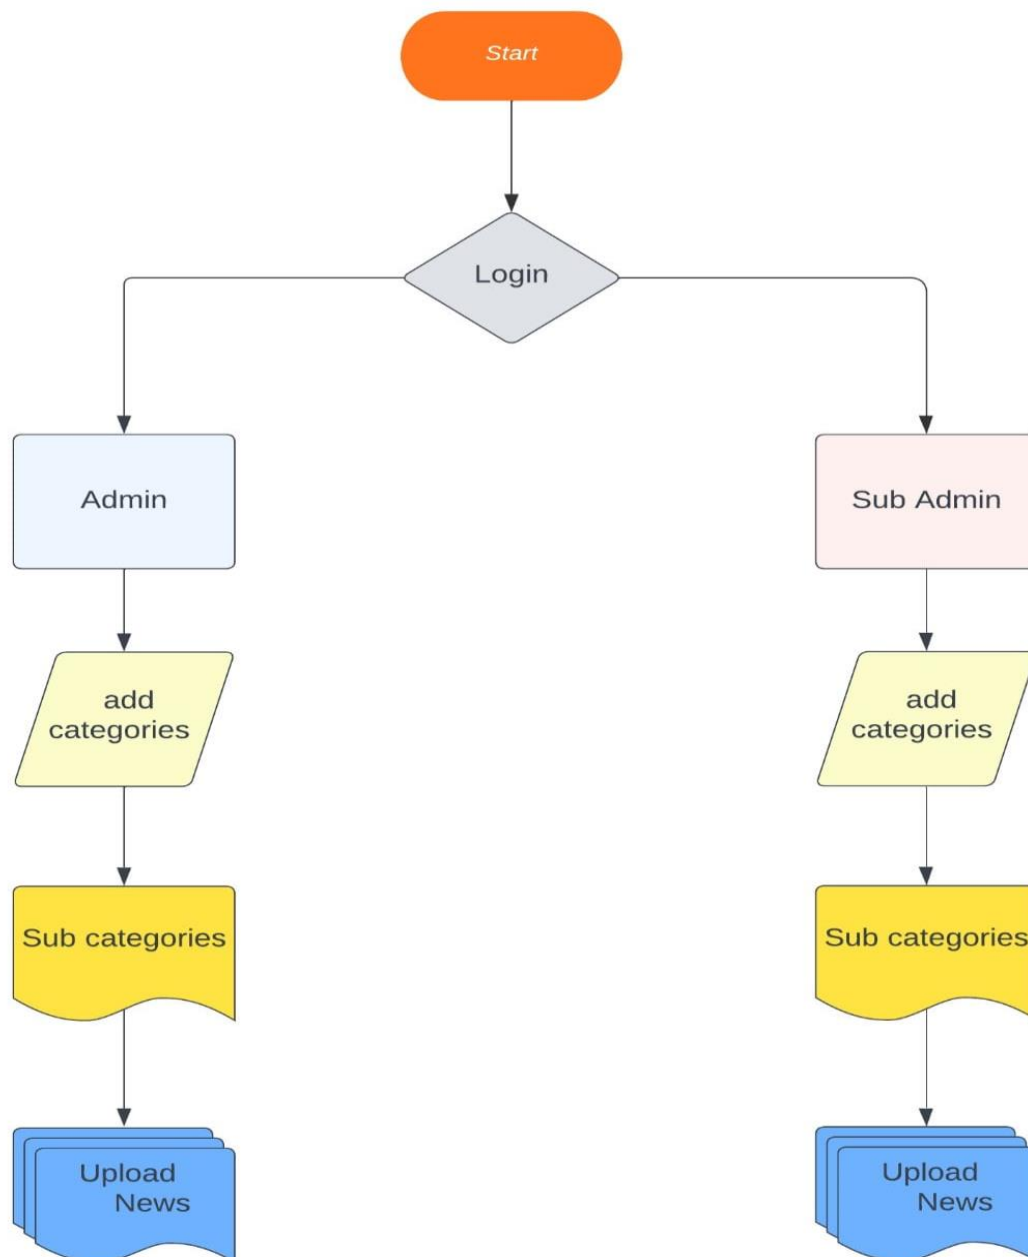 Start
Login
Admin
Sub Admin
add
categories
add
categories
Sub categories
Sub categories
Upload
News
Upload
News